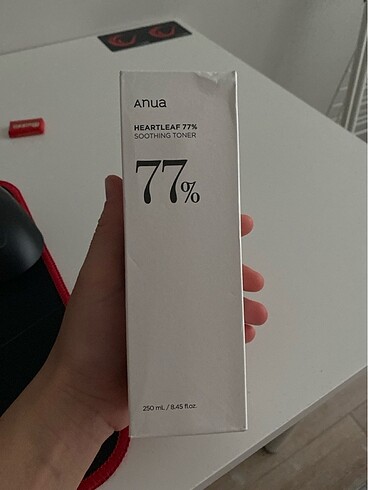 Anua
HEARTLEAF 77%
SOOTHING TONER
77%
250 mL / 8.45 fl.oz.